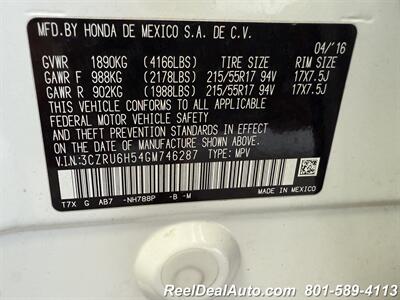 MFD.BY HONDA DE MEXICO S.A. DE C.V.
04/'16
GVWR 1890KG (4166LBS) TIRE SIZE RIM SIZE
GAWR F 988KG (2178LBS) 215/55R17 94V 17X7.5J
GAWR R 902KG (1988LBS) 215/55R17 94V 17X7.5J
THIS VEHICLE CONFORMS TO ALL APPLICABLE
FEDERAL MOTOR VEHICLE SAFETY
AND THEFT PREVENTION STANDARDS IN EFFECT
ON THE DATE OF MANUFACTURE SHOWN ABOVE.
V.I.N:3CZRU6H54GM746287 TYPE: MPV
MADE IN MEXICO
T7X G AB7 -NH788P -B -M
ReelDealAuto.com 801-589-4113